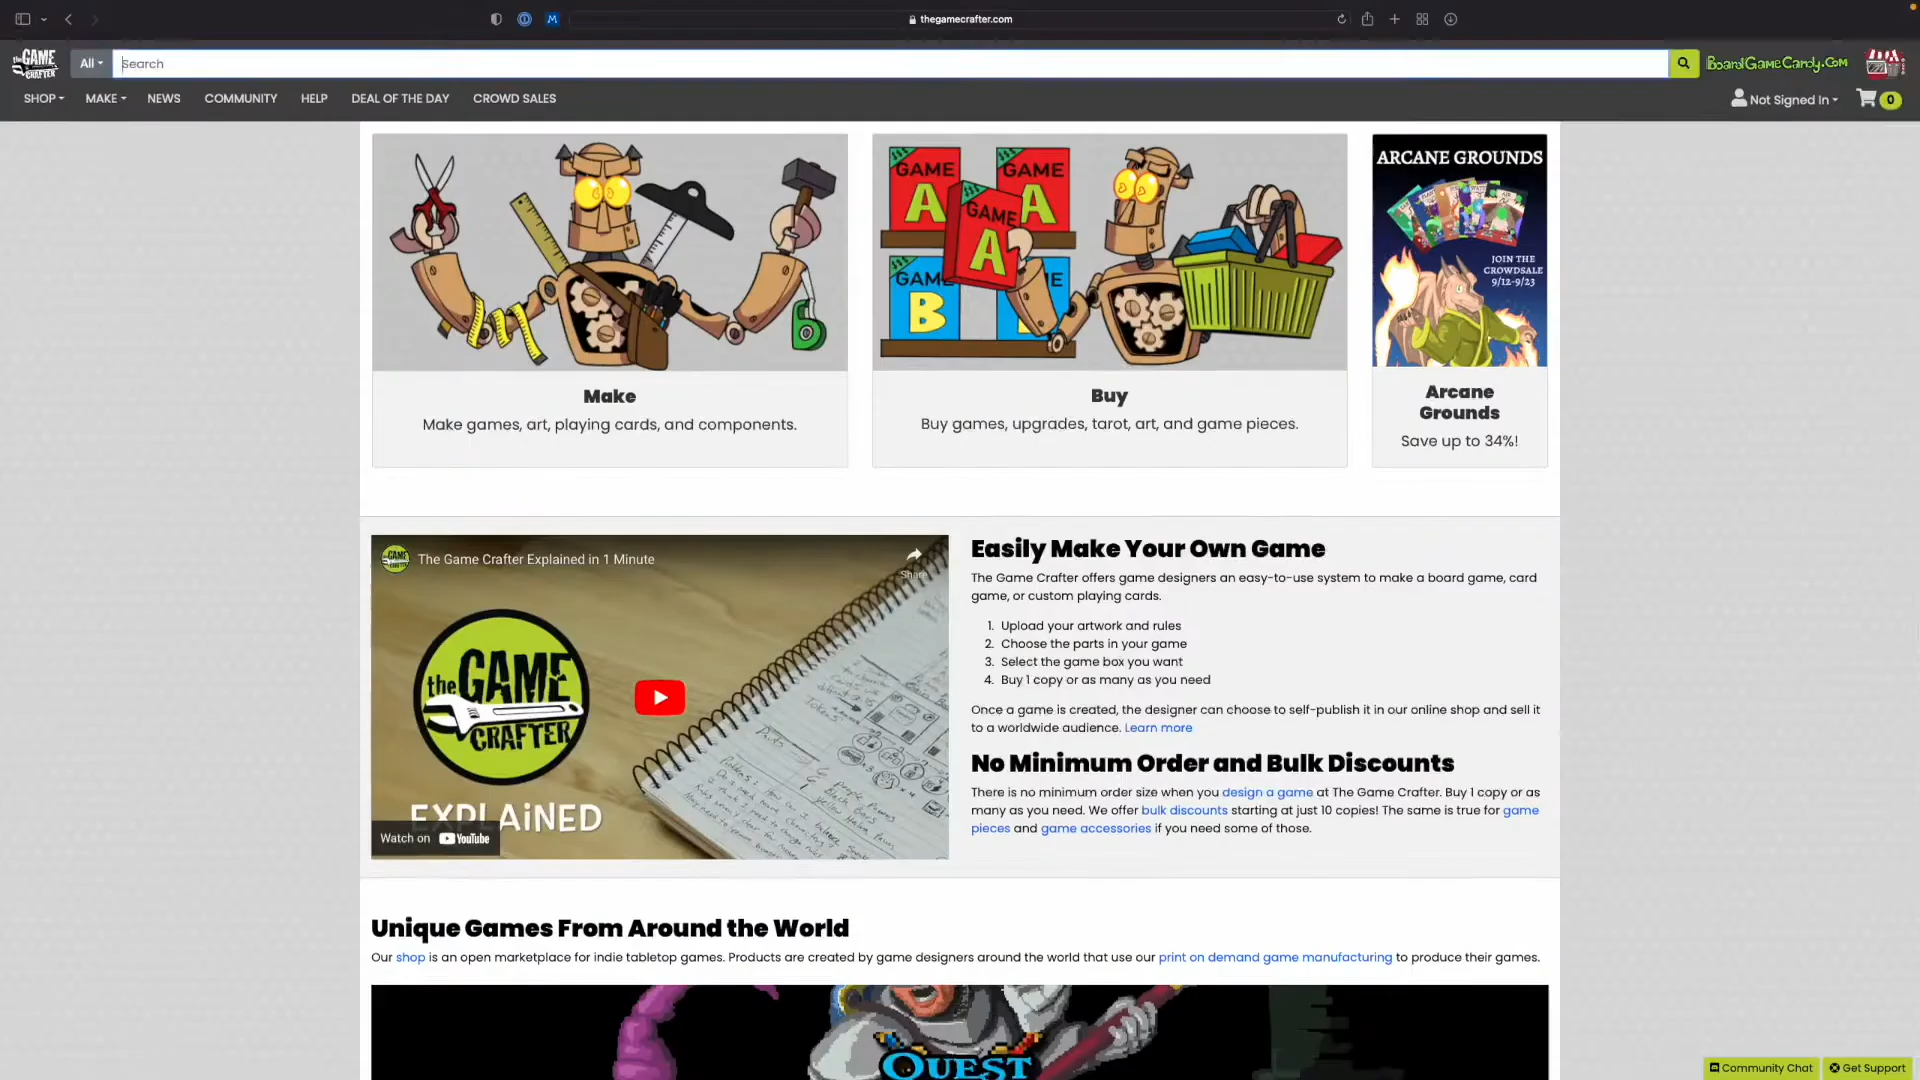 thegamecrafter.com
the GAME CRAFTER
All
Search
BoardGameCandy.Com
SHOP
MAKE
NEWS
COMMUNITY
HELP
DEAL OF THE DAY
CROWD SALES
Not Signed In
0
GAME
A
GAME
A
GAME
A
GAME
B
ARCANE GROUNDS
JOIN THE
CROWDSALE
9/12-9/23
Make
Make games, art, playing cards, and components.
Buy
Buy games, upgrades, tarot, art, and game pieces.
Arcane
Grounds
Save up to 34%!
The Game Crafter Explained in 1 Minute
Share
the GAME
CRAFTER
EXPLAiNED
Watch on YouTube
Easily Make Your Own Game
The Game Crafter offers game designers an easy-to-use system to make a board game, card
game, or custom playing cards.
1. Upload your artwork and rules
2. Choose the parts in your game
3. Select the game box you want
4. Buy 1 copy or as many as you need
Once a game is created, the designer can choose to self-publish it in our online shop and sell it
to a worldwide audience. Learn more
No Minimum Order and Bulk Discounts
There is no minimum order size when you design a game at The Game Crafter. Buy 1 copy or as
many as you need. We offer bulk discounts starting at just 10 copies! The same is true for game
pieces and game accessories if you need some of those.
Unique Games From Around the World
Our shop is an open marketplace for indie tabletop games. Products are created by game designers around the world that use our print on demand game manufacturing to produce their games.
QUEST
Community Chat
Get Support